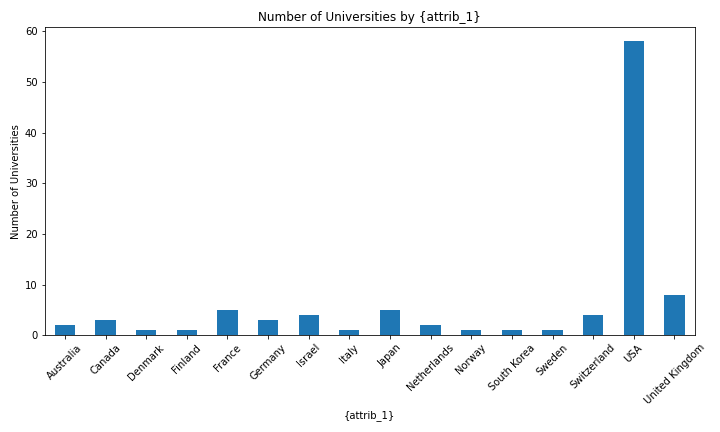 Number of Universities by {attrib_1}
Number of Universities
60
50
40
30
20
10
0
Australia
Canada
Denmark
Finland
France
Germany
Israel
Italy
Japan
Netherlands
Norway
South Korea
Sweden
Switzerland
USA
United Kingdom
{attrib_1}